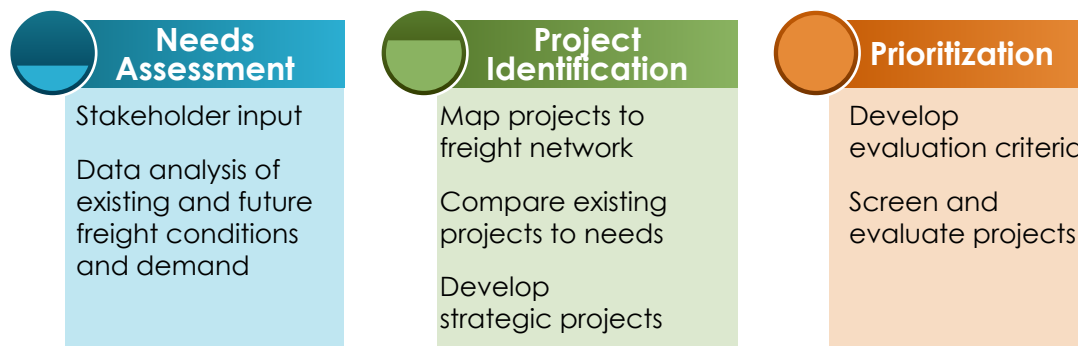 Needs
Assessment
Stakeholder input
Data analysis of
existing and future
freight conditions
and demand
Project
Identification
Map projects to
freight network
Compare existing
projects to needs
Develop
strategic projects
Prioritization
Develop
evaluation criteria
Screen and
evaluate projects